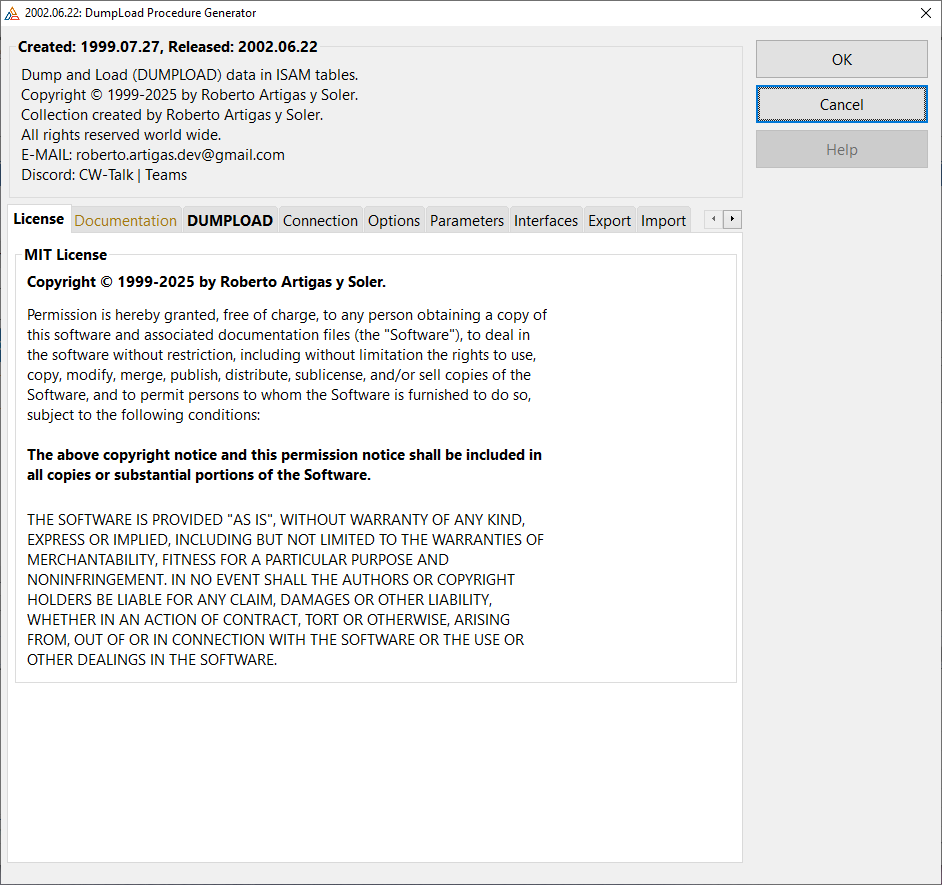 2002.06.22: DumpLoad Procedure Generator
Created: 1999.07.27, Released: 2002.06.22
Dump and Load (DUMPLOAD) data in ISAM tables.
Copyright © 1999-2025 by Roberto Artigas y Soler.
Collection created by Roberto Artigas y Soler.
All rights reserved world wide.
E-MAIL: roberto.artigas.dev@gmail.com
Discord: CW-Talk | Teams
OK
Cancel
Help
License Documentation DUMPLOAD Connection Options Parameters Interfaces Export Import
MIT License
Copyright © 1999-2025 by Roberto Artigas y Soler.
Permission is hereby granted, free of charge, to any person obtaining a copy of
this software and associated documentation files (the "Software"), to deal in
the software without restriction, including without limitation the rights to use,
copy, modify, merge, publish, distribute, sublicense, and/or sell copies of the
Software, and to permit persons to whom the Software is furnished to do so,
subject to the following conditions:
The above copyright notice and this permission notice shall be included in
all copies or substantial portions of the Software.
THE SOFTWARE IS PROVIDED "AS IS", WITHOUT WARRANTY OF ANY KIND,
EXPRESS OR IMPLIED, INCLUDING BUT NOT LIMITED TO THE WARRANTIES OF
MERCHANTABILITY, FITNESS FOR A PARTICULAR PURPOSE AND
NONINFRINGEMENT. IN NO EVENT SHALL THE AUTHORS OR COPYRIGHT
HOLDERS BE LIABLE FOR ANY CLAIM, DAMAGES OR OTHER LIABILITY,
WHETHER IN AN ACTION OF CONTRACT, TORT OR OTHERWISE, ARISING
FROM, OUT OF OR IN CONNECTION WITH THE SOFTWARE OR THE USE OR
OTHER DEALINGS IN THE SOFTWARE.